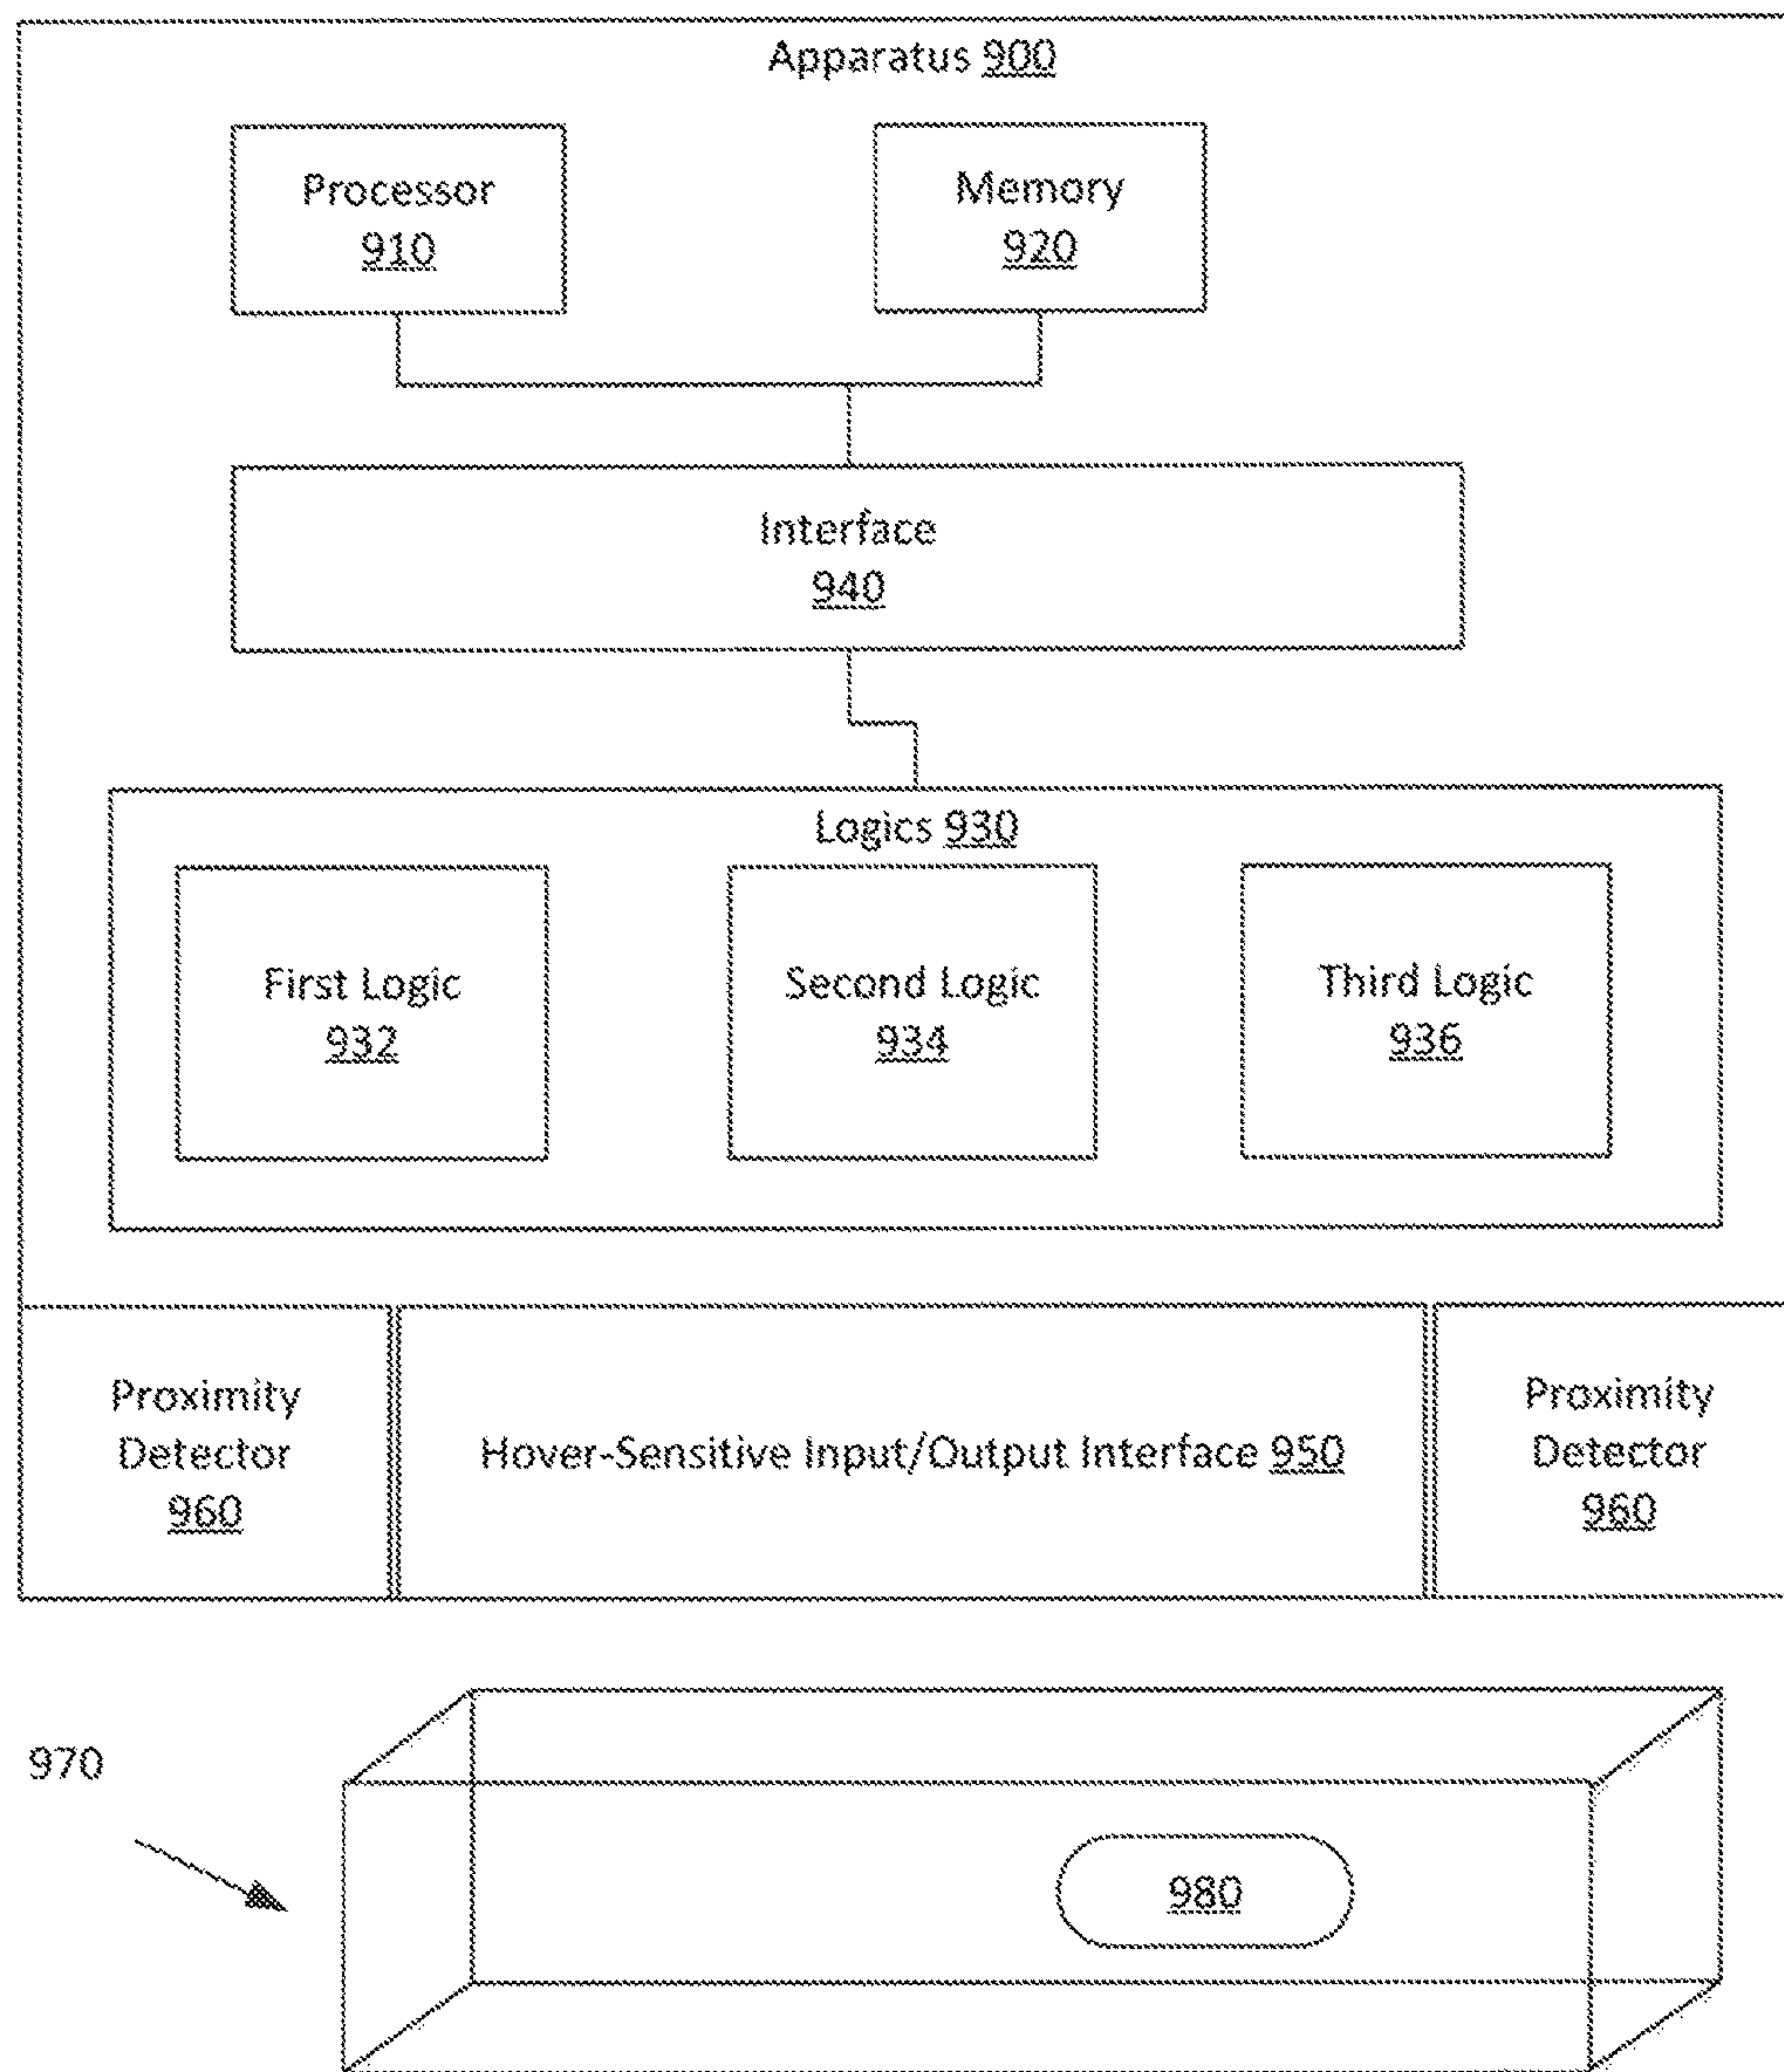 Apparatus 900
Processor
910
Memory
920
Interface
940
Logics 930
First Logic
932
Second Logic
934
Third Logic
936
Proximity
Detector
960
Hover-Sensitive Input/Output Interface 950
Proximity
Detector
960
970
980